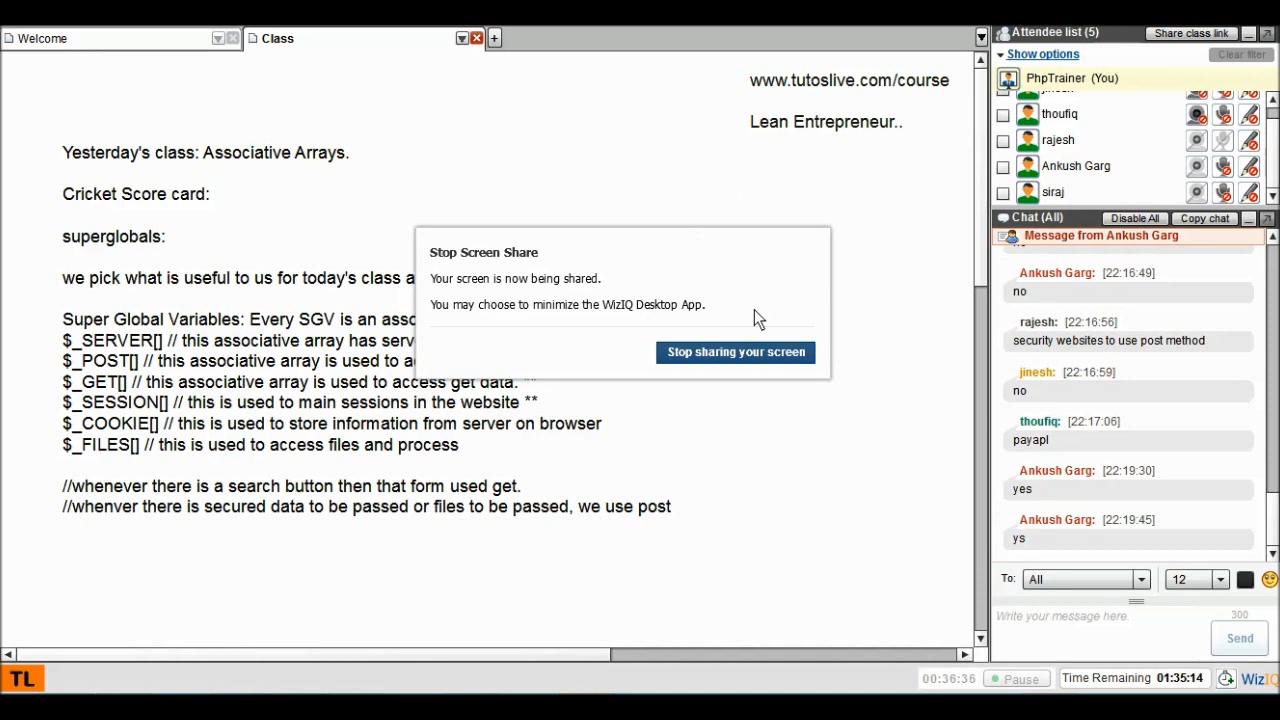 Welcome
Class
+
www.tutoslive.com/course
Lean Entrepreneur..
Yesterday's class: Associative Arrays.
Cricket Score card:
superglobals:
we pick what is useful to us for today's class
Super Global Variables: Every SGV is an
$_SERVER[] // this associative array has
$_POST[] // this associative array is used to
$_GET[] // this associative array is used to access get data. **
$_SESSION[] // this is used to main sessions in the website **
$_COOKIE[] // this is used to store information from server on browser
$_FILES[] // this is used to access files and process
//whenever there is a search button then that form used get.
//whenver there is secured data to be passed or files to be passed, we use post
Stop Screen Share
Your screen is now being shared.
You may choose to minimize the WizIQ Desktop App.
Stop sharing your screen
Attendee list (5)
Share class link
Show options
Clear filter
PhpTrainer (You)
jinesh
thoufiq
rajesh
Ankush Garg
siraj
Chat (All)
Disable All
Copy chat
Message from Ankush Garg
Ankush Garg: [22:16:49]
no
rajesh: [22:16:56]
security websites to use post method
jinesh: [22:16:59]
no
thoufiq: [22:17:06]
payapl
Ankush Garg: [22:19:30]
yes
Ankush Garg: [22:19:45]
ys
To: All 12
Write your message here.
300
Send
TL
00:36:36
Pause
Time Remaining 01:35:14
WizIQ